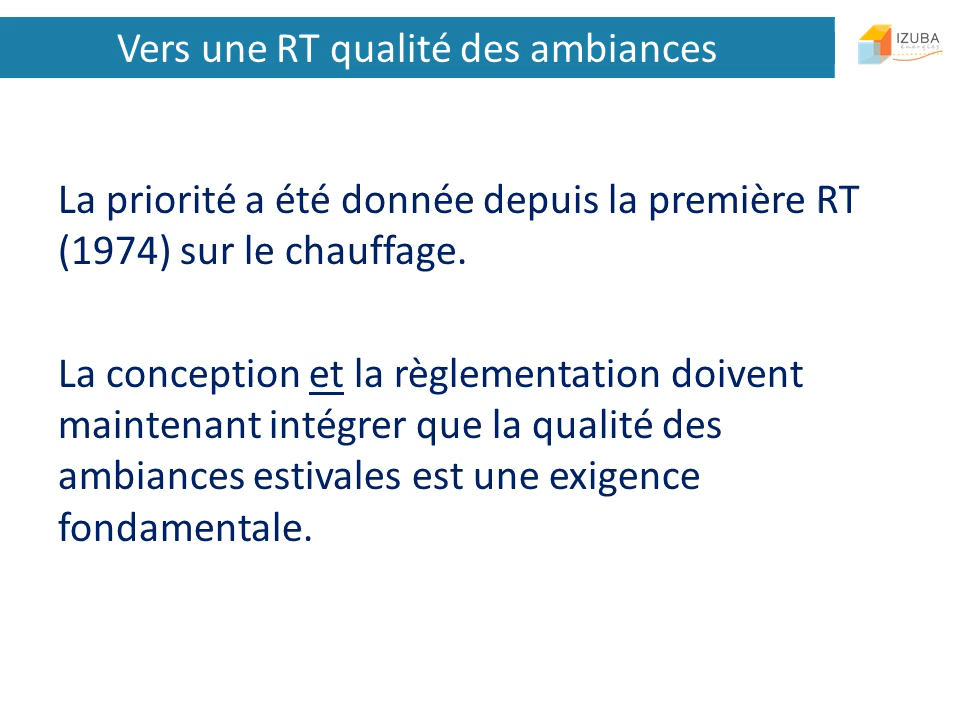 Vers une RT qualité des ambiances
IZUBA
énergies
La priorité a été donnée depuis la première RT
(1974) sur le chauffage.
La conception et la règlementation doivent
maintenant intégrer que la qualité des
ambiances estivales est une exigence
fondamentale.